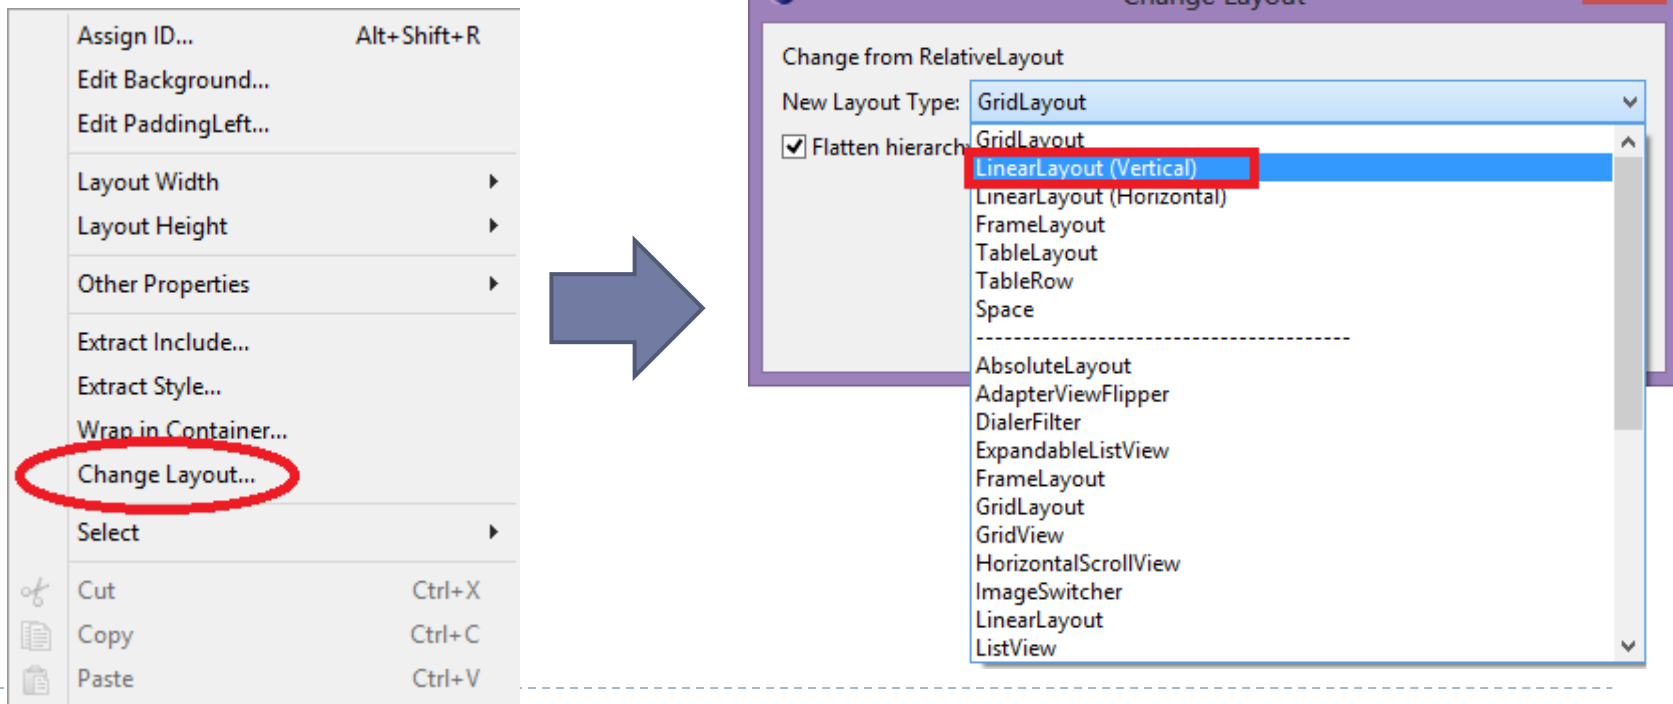 Assign ID... Alt+Shift+R
Edit Background...
Edit PaddingLeft...
Layout Width
Layout Height
Other Properties
Extract Include...
Extract Style...
Wrap in Container...
Change Layout...
Select
Cut Ctrl+X
Copy Ctrl+C
Paste Ctrl+V
Change Layout
Change from RelativeLayout
New Layout Type: GridLayout
Flatten hierarch
GridLayout
LinearLayout (Vertical)
LinearLayout (Horizontal)
FrameLayout
TableLayout
TableRow
Space
----------------------------------------
AbsoluteLayout
AdapterViewFlipper
DialerFilter
ExpandableListView
FrameLayout
GridLayout
GridView
HorizontalScrollView
ImageSwitcher
LinearLayout
ListView